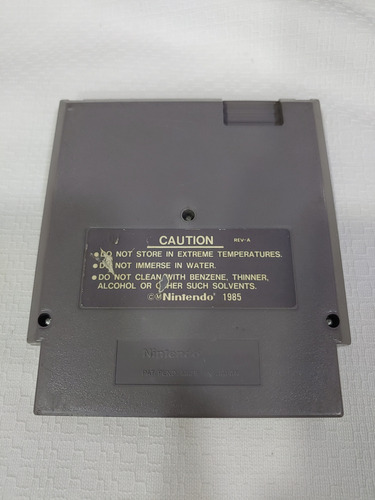 CAUTION REV-A
•DO NOT STORE IN EXTREME TEMPERATURES.
•DO NOT IMMERSE IN WATER.
•DO NOT CLEAN WITH BENZENE, THINNER,
ALCOHOL OR OTHER SUCH SOLVENTS.
©M Nintendo® 1985
Nintendo